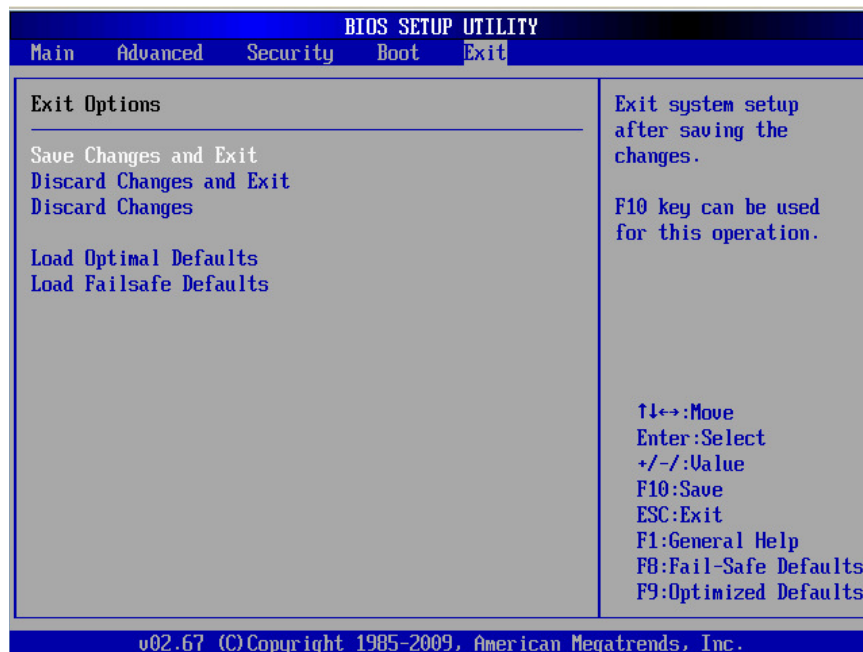 BIOS SETUP UTILITY
Main Advanced Security Boot Exit
Exit Options
Save Changes and Exit
Discard Changes and Exit
Discard Changes
Load Optimal Defaults
Load Failsafe Defaults
Exit system setup
after saving the
changes.
F10 key can be used
for this operation.
↑↓←→:Move
Enter:Select
+/-/:Value
F10:Save
ESC:Exit
F1:General Help
F8:Fail-Safe Defaults
F9:Optimized Defaults
v02.67 (C)Copyright 1985-2009, American Megatrends, Inc.